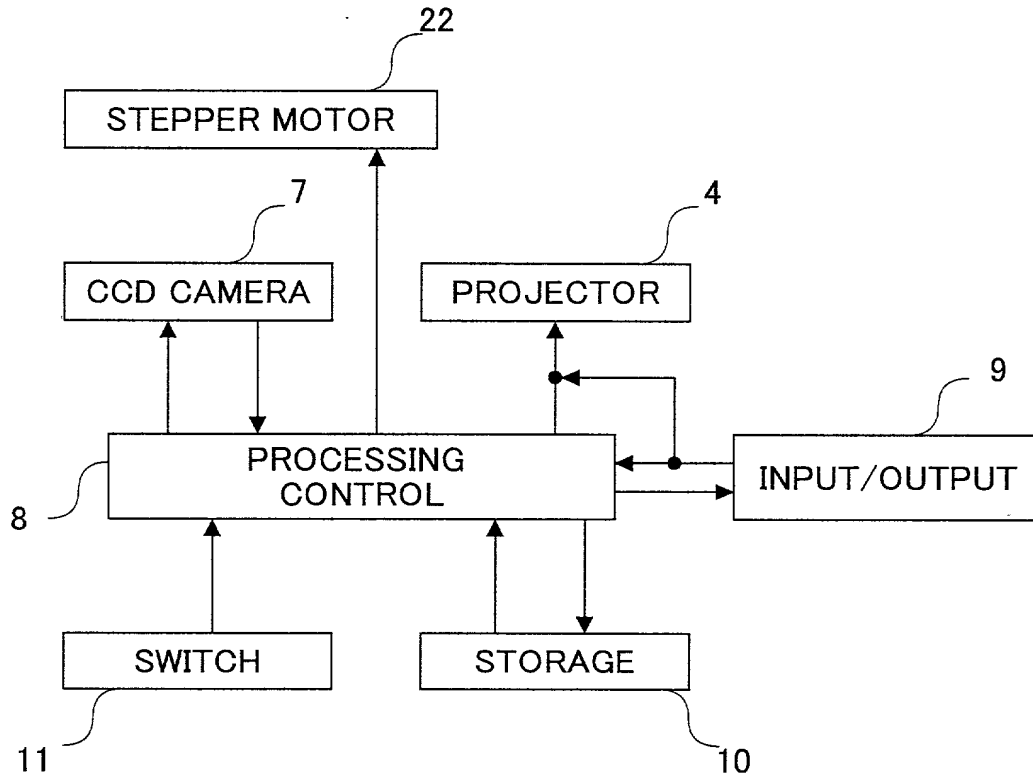 22
STEPPER MOTOR
7
4
CCD CAMERA
PROJECTOR
9
PROCESSING
CONTROL
INPUT/OUTPUT
8
SWITCH
STORAGE
11
10